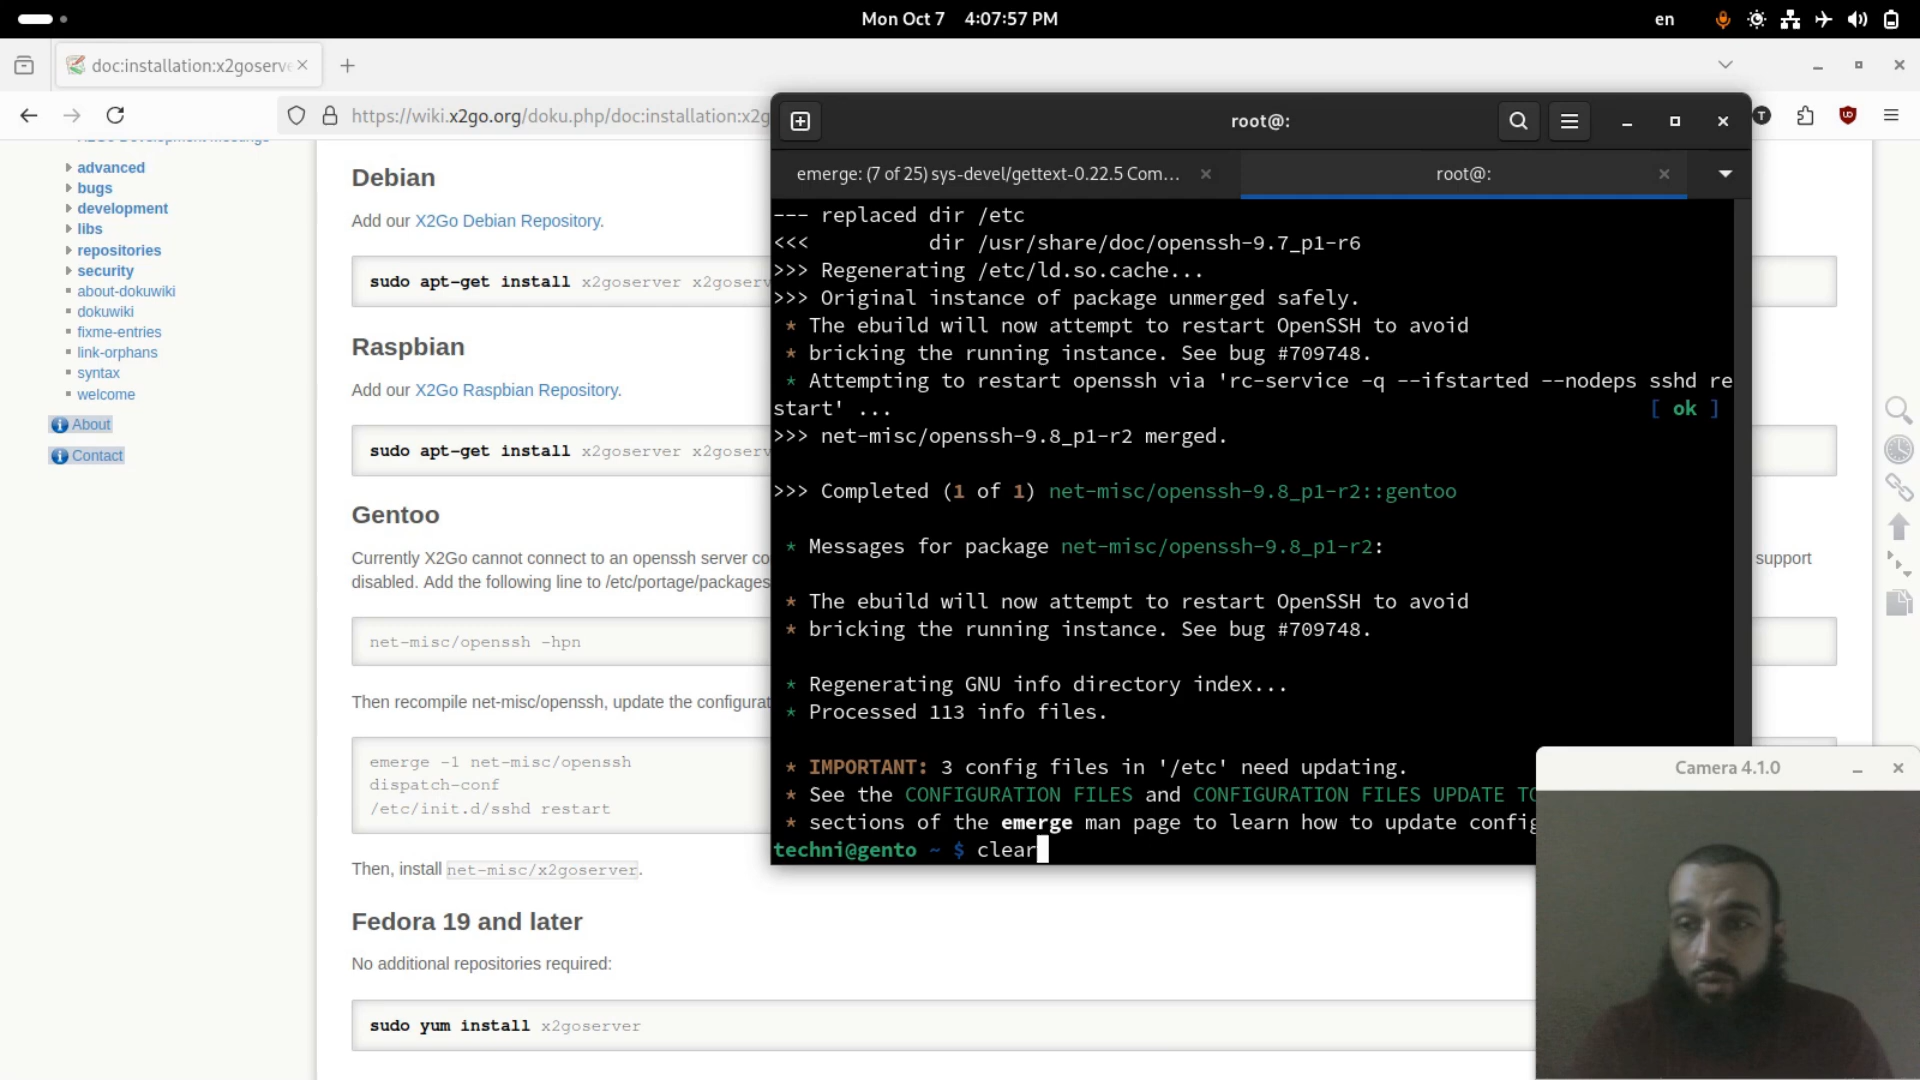 Mon Oct 7 4:07:57 PM
en
doc:installation:x2goserve
https://wiki.x2go.org/doku.php/doc:installation:x2g
T
advanced
bugs
development
libs
repositories
security
about-dokuwiki
dokuwiki
fixme-entries
link-orphans
syntax
welcome
About
Contact
Debian
Add our X2Go Debian Repository.
sudo apt-get install x2goserver x2goserv
Raspbian
Add our X2Go Raspbian Repository.
sudo apt-get install x2goserver x2goserv
Gentoo
Currently X2Go cannot connect to an openssh server co
support
disabled. Add the following line to /etc/portage/packages
net-misc/openssh -hpn
Then recompile net-misc/openssh, update the configurat
emerge -1 net-misc/openssh
dispatch-conf
/etc/init.d/sshd restart
Then, install net-misc/x2goserver.
Fedora 19 and later
No additional repositories required:
sudo yum install x2goserver
root@:
emerge: (7 of 25) sys-devel/gettext-0.22.5 Com…
root@:
--- replaced dir /etc
<<<          dir /usr/share/doc/openssh-9.7_p1-r6
>>> Regenerating /etc/ld.so.cache...
>>> Original instance of package unmerged safely.
* The ebuild will now attempt to restart OpenSSH to avoid
* bricking the running instance. See bug #709748.
* Attempting to restart openssh via 'rc-service -q --ifstarted --nodeps sshd re
start' ... [ ok ]
>>> net-misc/openssh-9.8_p1-r2 merged.
>>> Completed (1 of 1) net-misc/openssh-9.8_p1-r2::gentoo
* Messages for package net-misc/openssh-9.8_p1-r2:
* The ebuild will now attempt to restart OpenSSH to avoid
* bricking the running instance. See bug #709748.
* Regenerating GNU info directory index...
* Processed 113 info files.
* IMPORTANT: 3 config files in '/etc' need updating.
* See the CONFIGURATION FILES and CONFIGURATION FILES UPDATE TO
* sections of the emerge man page to learn how to update config
techni@gento ~ $ clear
Camera 4.1.0